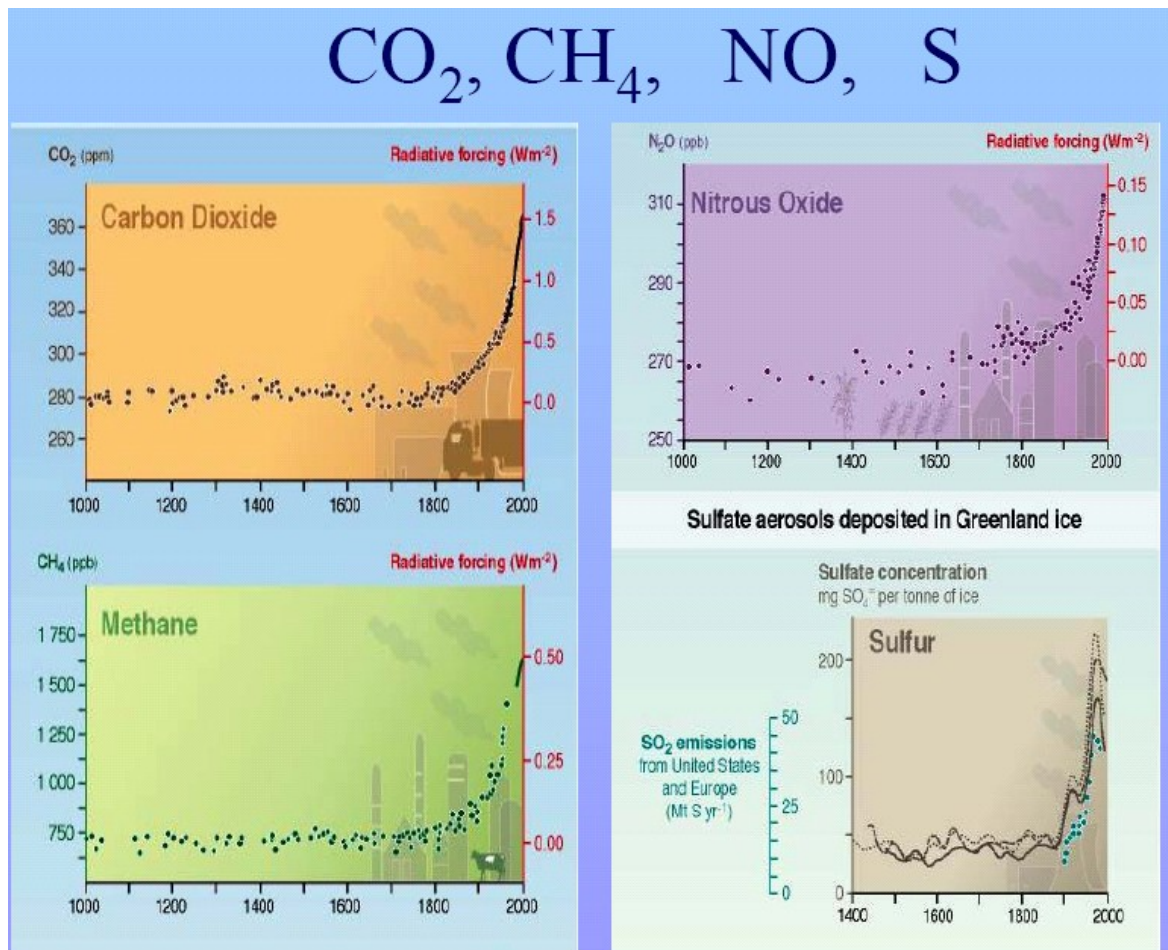 CO₂, CH₄, NO, S
CO₂ (ppm)
Radiative forcing (Wm⁻²)
Carbon Dioxide
360
340
320
300
280
260
1.5
1.0
0.5
0.0
1000 1200 1400 1600 1800 2000
CH₄ (ppb)
Radiative forcing (Wm⁻²)
Methane
1 750
1 500
1 250
1 000
750
0.50
0.25
0.00
1000 1200 1400 1600 1800 2000
N₂O (ppb)
Radiative forcing (Wm⁻²)
Nitrous Oxide
310
290
270
250
0.15
0.10
0.05
0.00
1000 1200 1400 1600 1800 2000
Sulfate aerosols deposited in Greenland ice
Sulfate concentration
mg SO₄⁼ per tonne of ice
Sulfur
200
100
0
SO₂ emissions
from United States
and Europe
(Mt S yr⁻¹)
50
25
0
1400 1600 1800 2000